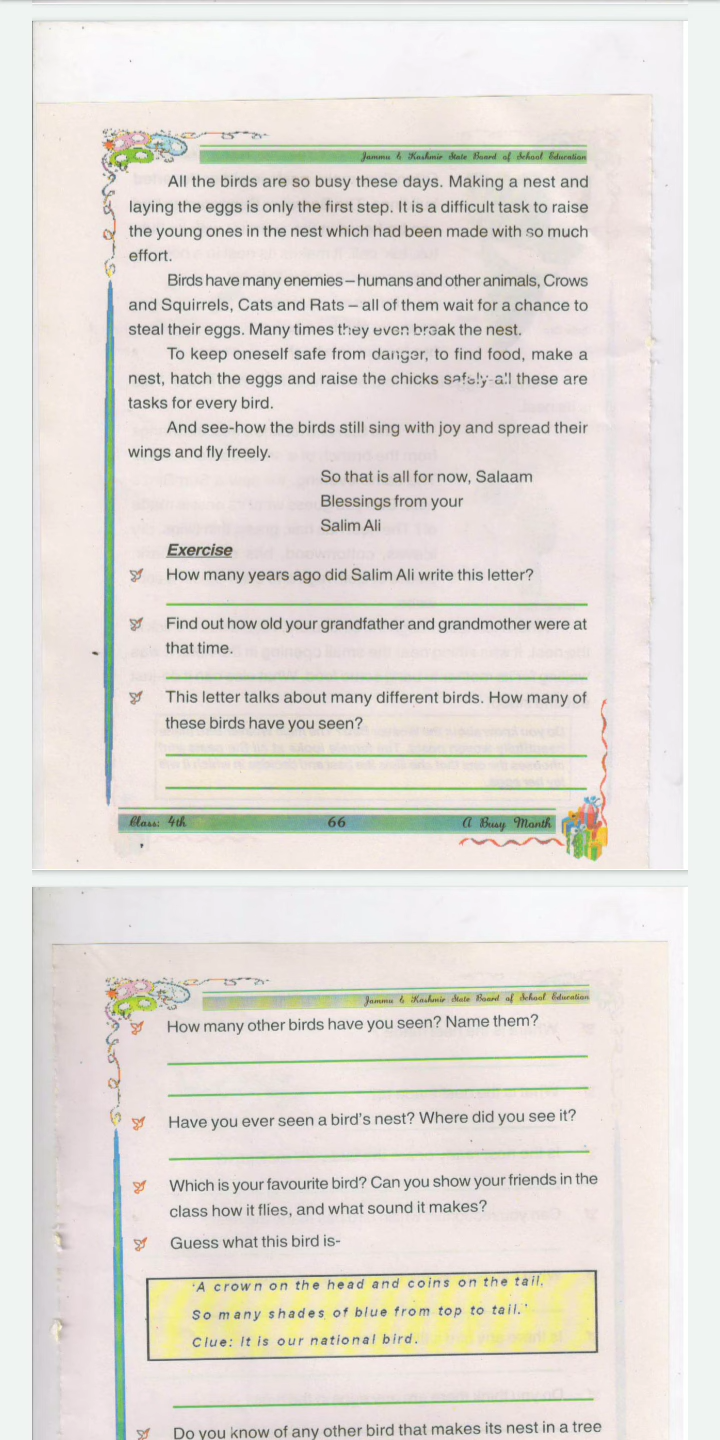 Jammu & Kashmir State Board of School Education
All the birds are so busy these days. Making a nest and
laying the eggs is only the first step. It is a difficult task to raise
the young ones in the nest which had been made with so much
effort.
Birds have many enemies – humans and other animals, Crows
and Squirrels, Cats and Rats – all of them wait for a chance to
steal their eggs. Many times they even break the nest.
To keep oneself safe from danger, to find food, make a
nest, hatch the eggs and raise the chicks safely-all these are
tasks for every bird.
And see-how the birds still sing with joy and spread their
wings and fly freely.
So that is all for now, Salaam
Blessings from your
Salim Ali
Exercise
How many years ago did Salim Ali write this letter?
Find out how old your grandfather and grandmother were at
that time.
This letter talks about many different birds. How many of
these birds have you seen?
Class: 4th 66 A Busy Month
Jammu & Kashmir State Board of School Education
How many other birds have you seen? Name them?
Have you ever seen a bird's nest? Where did you see it?
Which is your favourite bird? Can you show your friends in the
class how it flies, and what sound it makes?
Guess what this bird is-
'A crown on the head and coins on the tail.
So many shades of blue from top to tail.'
Clue: It is our national bird.
Do you know of any other bird that makes its nest in a tree